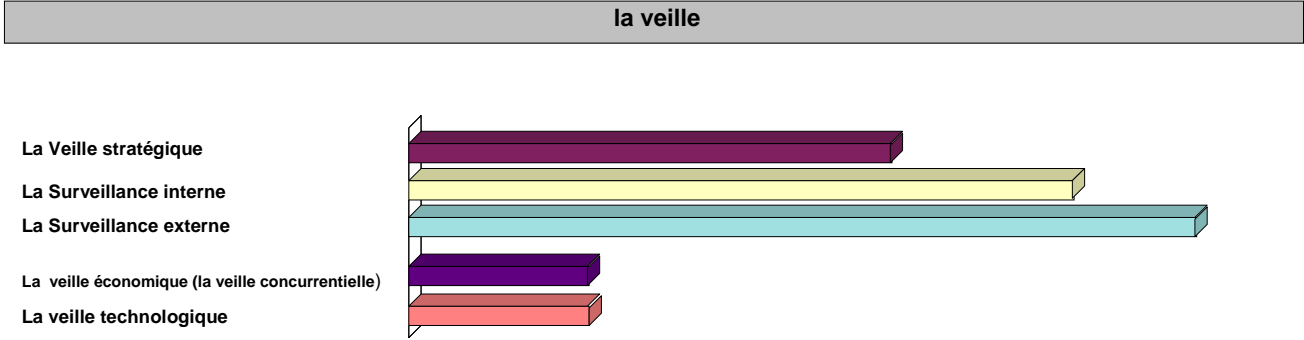 la veille
La Veille stratégique
La Surveillance interne
La Surveillance externe
La veille économique (la veille concurrentielle)
La veille technologique